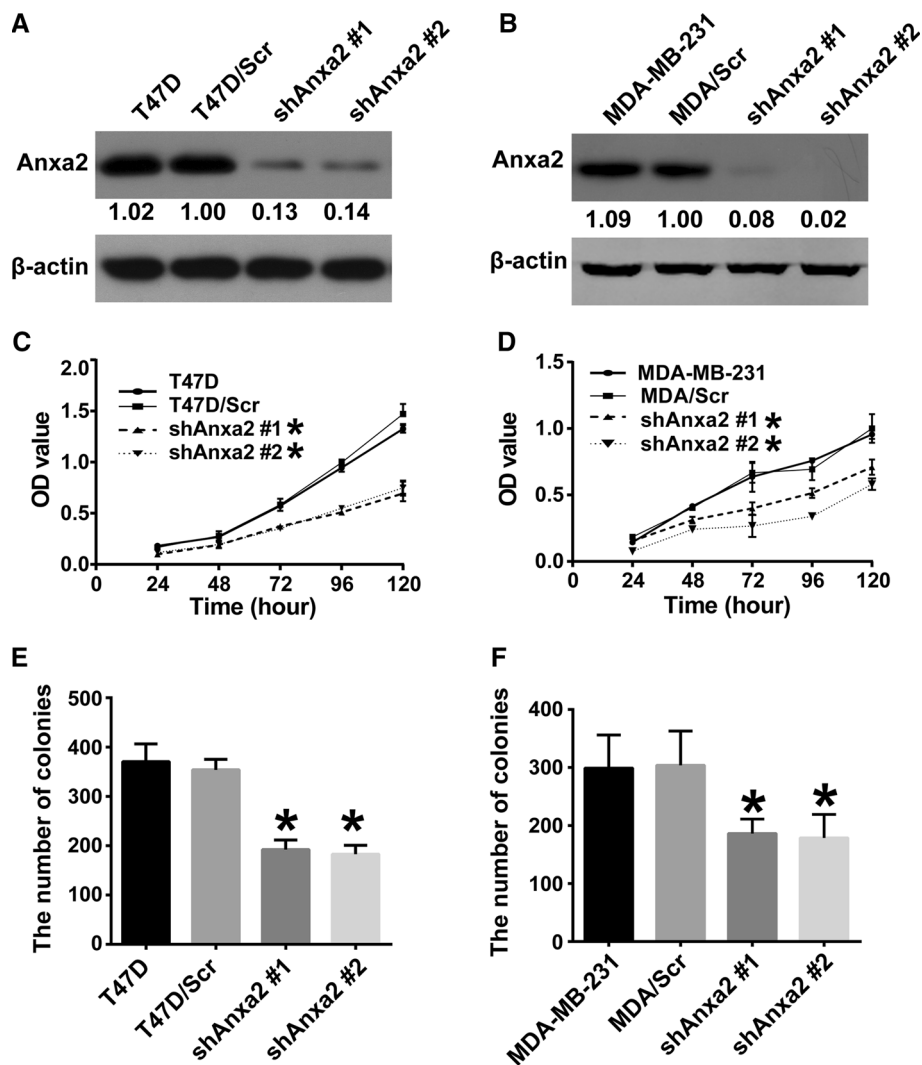 A
T47D
T47D/Scr
shAnxa2 #1
shAnxa2 #2
Anxa2
1.02 1.00 0.13 0.14
β-actin
B
MDA-MB-231
MDA/Scr
shAnxa2 #1
shAnxa2 #2
Anxa2
1.09 1.00 0.08 0.02
β-actin
C
OD value
2.0
1.5
1.0
0.5
0.0
T47D
T47D/Scr
shAnxa2 #1 *
shAnxa2 #2 *
0 24 48 72 96 120
Time (hour)
D
OD value
1.5
1.0
0.5
0.0
MDA-MB-231
MDA/Scr
shAnxa2 #1 *
shAnxa2 #2 *
0 24 48 72 96 120
Time (hour)
E
The number of colonies
500
400
300
200
100
0
* *
T47D
T47D/Scr
shAnxa2 #1
shAnxa2 #2
F
The number of colonies
400
300
200
100
0
* *
MDA-MB-231
MDA/Scr
shAnxa2 #1
shAnxa2 #2